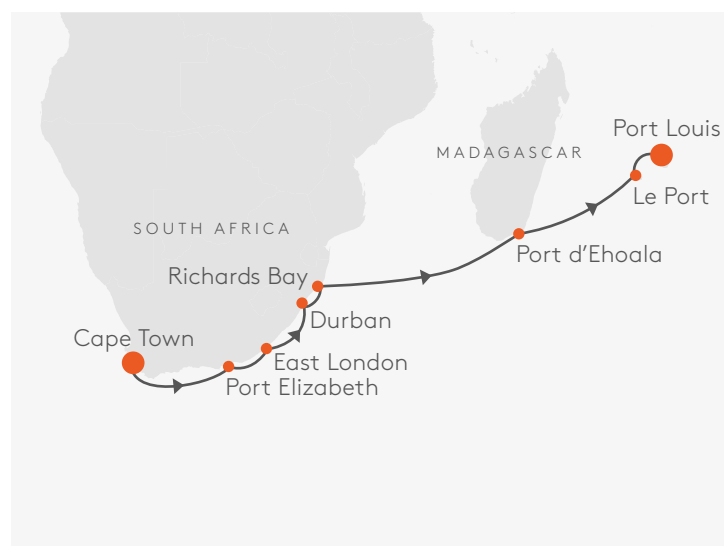 Port Louis
MADAGASCAR
Le Port
SOUTH AFRICA
Port d’Ehoala
Richards Bay
Durban
Cape Town
East London
Port Elizabeth